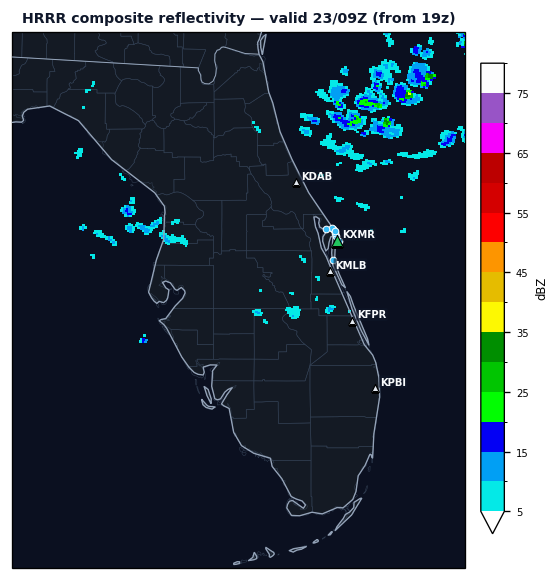 HRRR composite reflectivity — valid 23/09Z (from 19z)
75
65
KDAB
55
KXMR
45
KMLB
dBZ
KFPR
35
KPBI
25
15
5